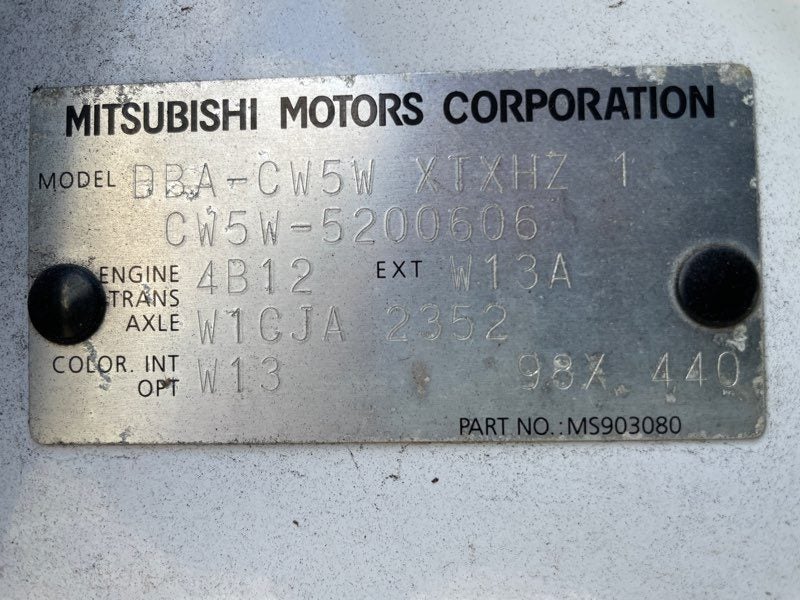 MITSUBISHI MOTORS CORPORATION
MODEL DBA-CW5W XTXHZ 1
CW5W-5200606
ENGINE 4B12 EXT W13A
TRANS
AXLE W1CJA 2352
COLOR. INT W13 98X 440
OPT
PART NO.:MS903080